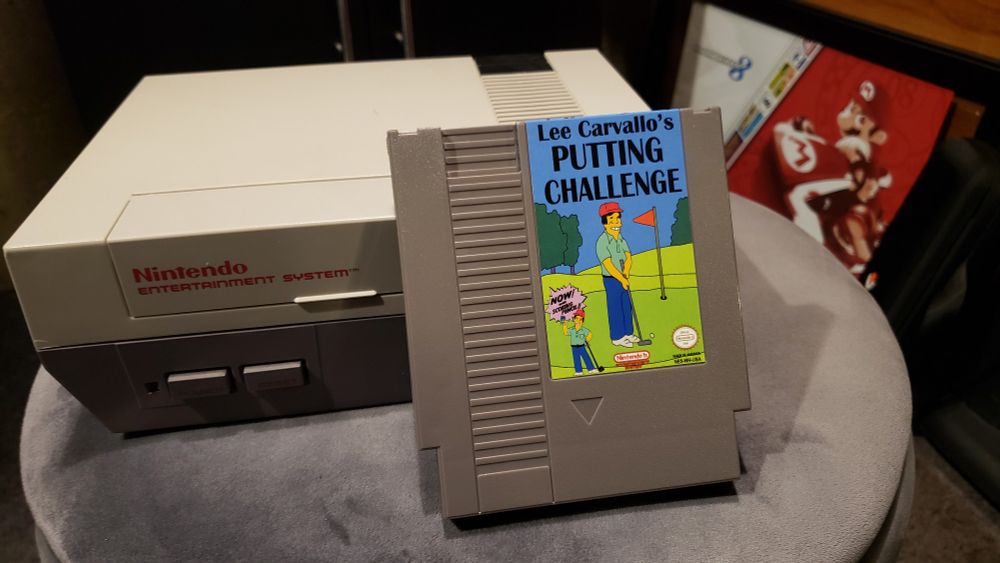 Nintendo
ENTERTAINMENT SYSTEM™
Lee Carvallo's
PUTTING
CHALLENGE
NOW!
Nintendo
M
M